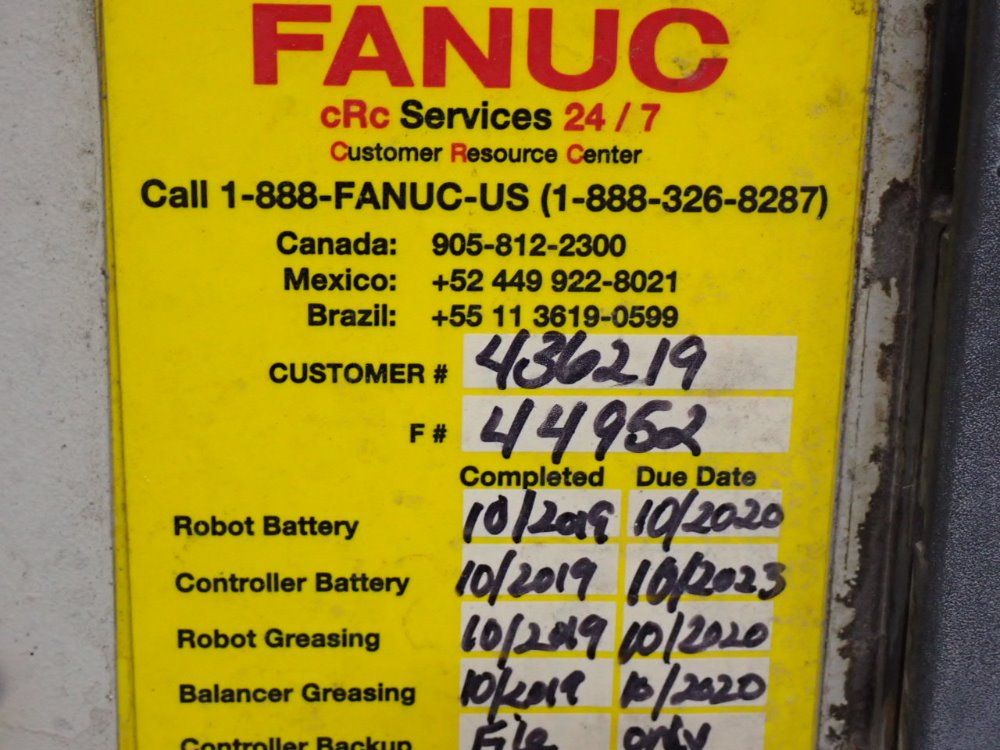 FANUC
cRc Services 24 / 7
Customer Resource Center
Call 1-888-FANUC-US (1-888-326-8287)
Canada: 905-812-2300
Mexico: +52 449 922-8021
Brazil: +55 11 3619-0599
CUSTOMER # 436219
F # 44952
Completed Due Date
Robot Battery 10/2019 10/2020
Controller Battery 10/2019 10/2023
Robot Greasing 10/2019 10/2020
Balancer Greasing 10/2019 10/2020
Controller Backup File only